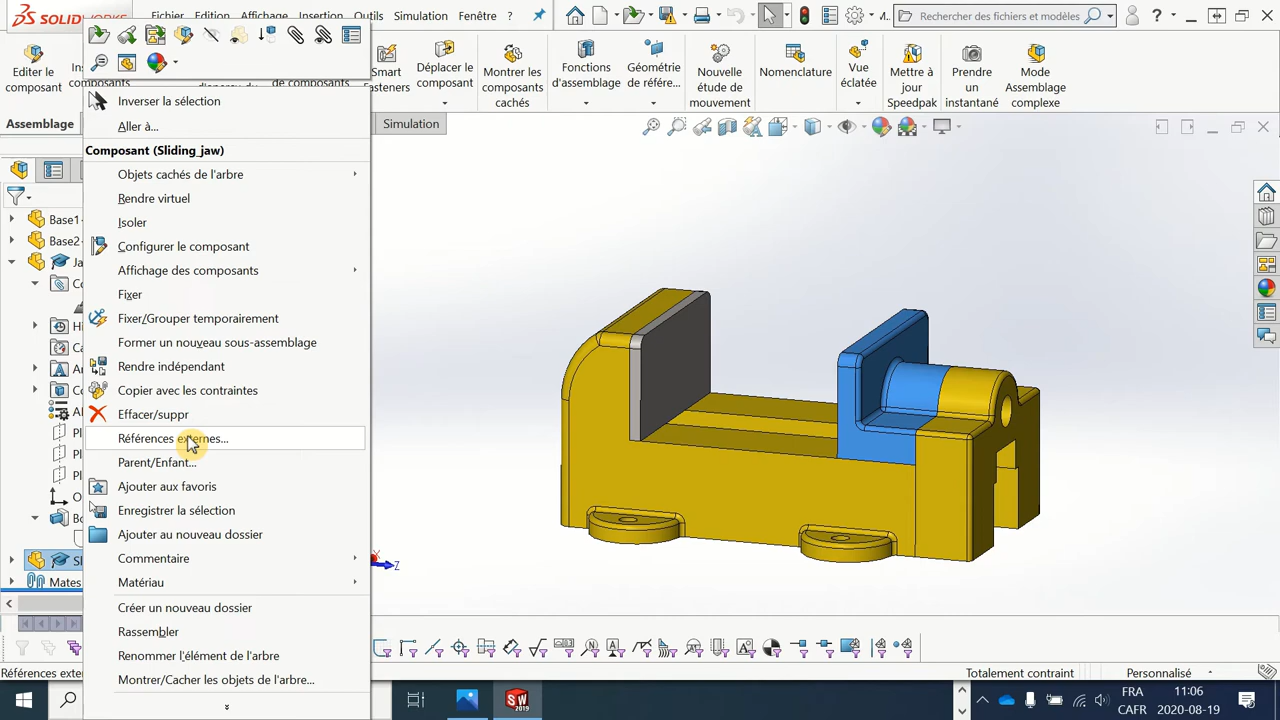 SOLIDWORKS
Fichier Edition Affichage Insertion Outils Simulation Fenêtre
Rechercher des fichiers et modèles
Editer le
composant
Smart
Fasteners
Déplacer le
composant
Montrer les
composants
cachés
Fonctions
d'assemblage
Géométrie
de référe...
Nouvelle
étude de
mouvement
Nomenclature
Vue
éclatée
Mettre à
jour
Speedpak
Prendre
un
instantané
Mode
Assemblage
complexe
Assemblage
Simulation
Base1
Base2
Inverser la sélection
Aller à...
Composant (Sliding_jaw)
Objets cachés de l'arbre
Rendre virtuel
Isoler
Configurer le composant
Affichage des composants
Fixer
Fixer/Grouper temporairement
Former un nouveau sous-assemblage
Rendre indépendant
Copier avec les contraintes
Effacer/suppr
Références externes...
Parent/Enfant...
Ajouter aux favoris
Enregistrer la sélection
Ajouter au nouveau dossier
Commentaire
Matériau
Créer un nouveau dossier
Rassembler
Renommer l'élément de l'arbre
Montrer/Cacher les objets de l'arbre...
Mates
X
Z
Références exter
Totalement contraint
Personnalisé
SW
2019
FRA
CAFR
11:06
2020-08-19